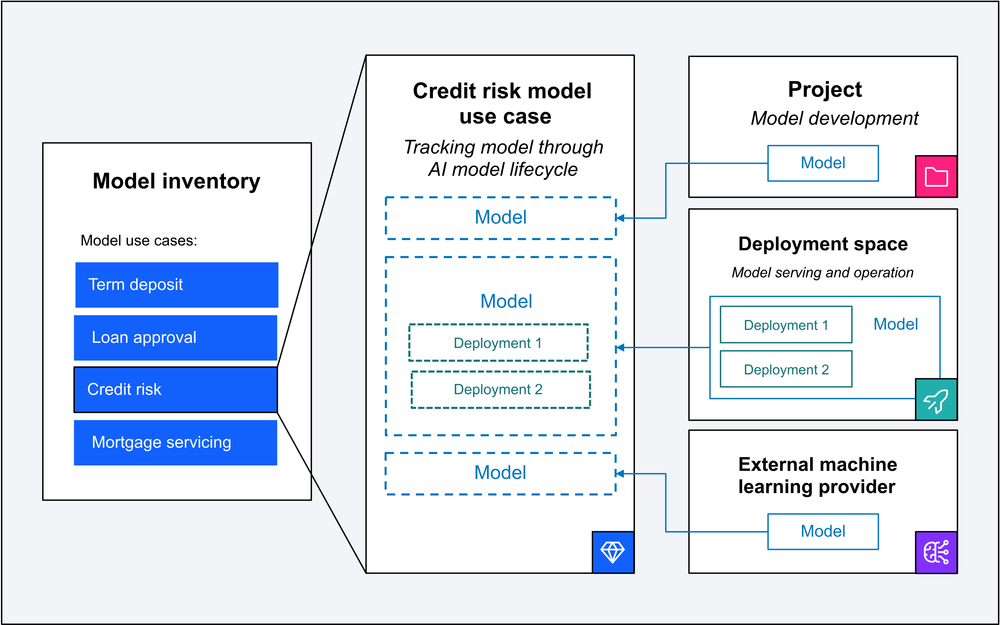 Model inventory
Model use cases:
Term deposit
Loan approval
Credit risk
Mortgage servicing
Credit risk model
use case
Tracking model through
AI model lifecycle
Model
Model
Deployment 1
Deployment 2
Model
Project
Model development
Model
Deployment space
Model serving and operation
Deployment 1
Model
Deployment 2
External machine
learning provider
Model